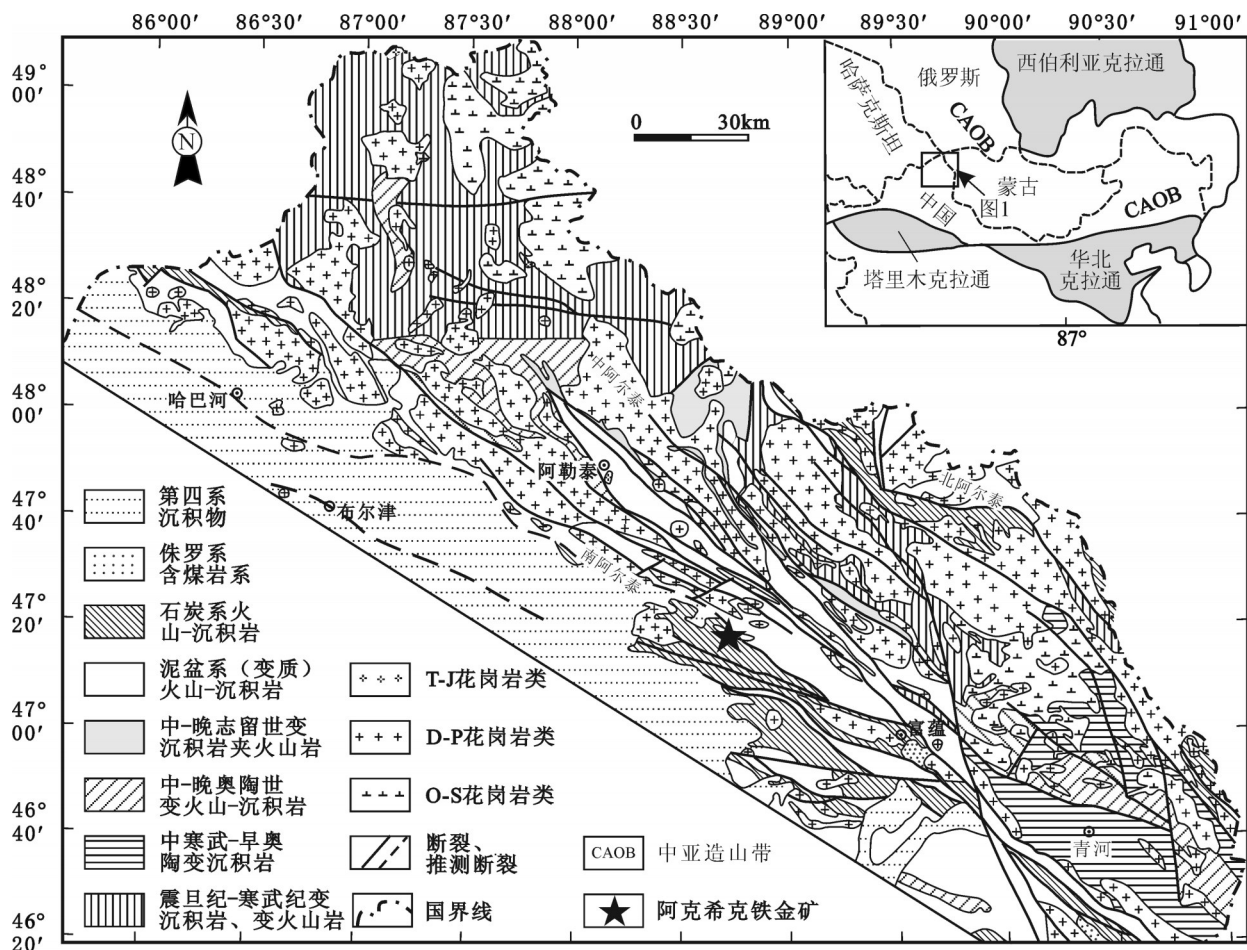 86°00′ 86°30′ 87°00′ 87°30′ 88°00′ 88°30′ 89°00′ 89°30′ 90°00′ 90°30′ 91°00′
49°
00′
48°
40′
48°
20′
48°
00′
47°
40′
47°
20′
47°
00′
46°
40′
46°
20′
N
0 30km
哈萨克斯坦
俄罗斯
西伯利亚克拉通
CAOB
蒙古
图1
中国
CAOB
塔里木克拉通
华北
克拉通
87°
哈巴河
布尔津
阿勒泰
中阿尔泰
北阿尔泰
南阿尔泰
富蕴
青河
第四系
沉积物
侏罗系
含煤岩系
石炭系火
山-沉积岩
泥盆系（变质）
火山-沉积岩
中-晚志留世变
沉积岩夹火山岩
中-晚奥陶世
变火山-沉积岩
中寒武-早奥
陶变沉积岩
震旦纪-寒武纪变
沉积岩、变火山岩
T-J花岗岩类
D-P花岗岩类
O-S花岗岩类
断裂、
推测断裂
国界线
CAOB 中亚造山带
阿克希克铁金矿